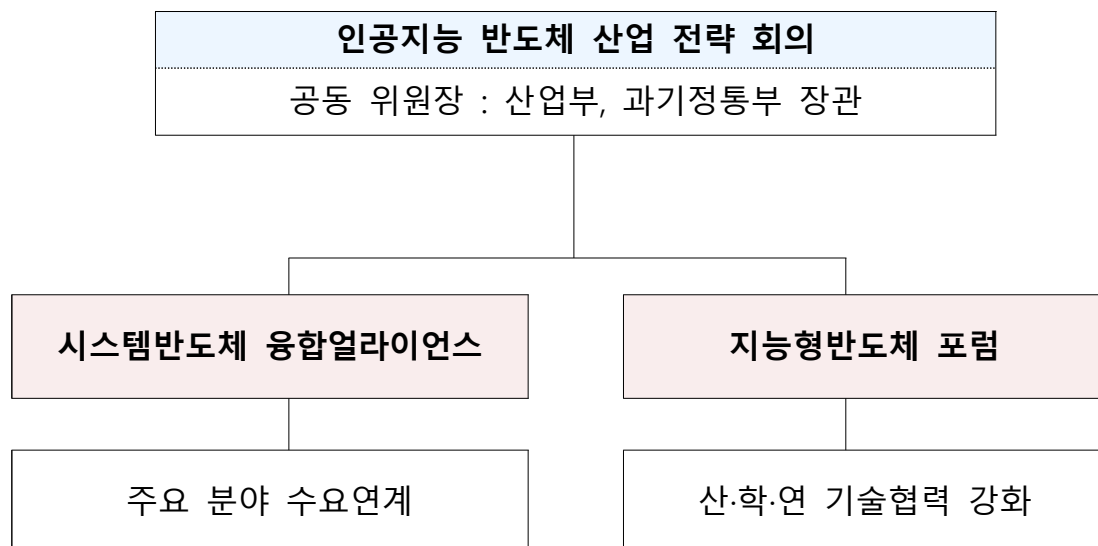 인공지능 반도체 산업 전략 회의
공동 위원장 : 산업부, 과기정통부 장관
시스템반도체 융합얼라이언스
지능형반도체 포럼
주요 분야 수요연계
산·학·연 기술협력 강화